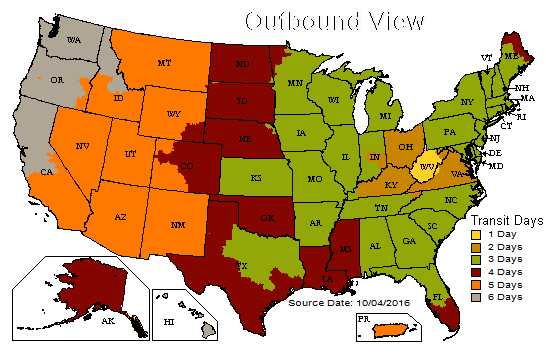 Outbound View
WA
OR
CA
NV
ID
MT
WY
UT
CO
AZ
NM
ND
SD
NE
KS
OK
TX
MN
IA
MO
AR
LA
WI
IL
MI
IN
OH
KY
TN
MS
AL
GA
FL
SC
NC
VA
WV
PA
NY
VT
ME
NH
MA
RI
CT
NJ
DE
MD
AK
HI
PR
Transit Days
1 Day
2 Days
3 Days
4 Days
5 Days
6 Days
Source Date: 10/04/2016